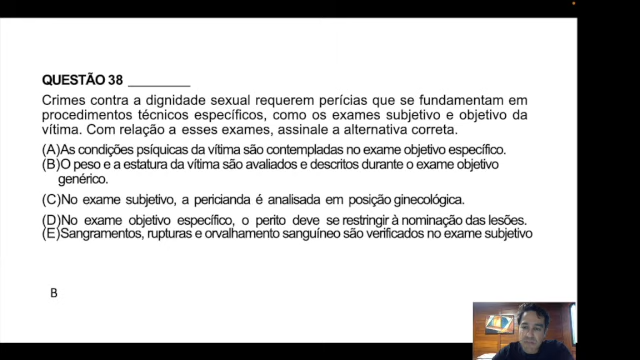 QUESTÃO 38 __________
Crimes contra a dignidade sexual requerem perícias que se fundamentam em
procedimentos técnicos específicos, como os exames subjetivo e objetivo da
vítima. Com relação a esses exames, assinale a alternativa correta.
(A)As condições psíquicas da vítima são contempladas no exame objetivo específico.
(B)O peso e a estatura da vítima são avaliados e descritos durante o exame objetivo
genérico.
(C)No exame subjetivo, a pericianda é analisada em posição ginecológica.
(D)No exame objetivo específico, o perito deve se restringir à nominação das lesões.
(E)Sangramentos, rupturas e orvalhamento sanguíneo são verificados no exame subjetivo
B